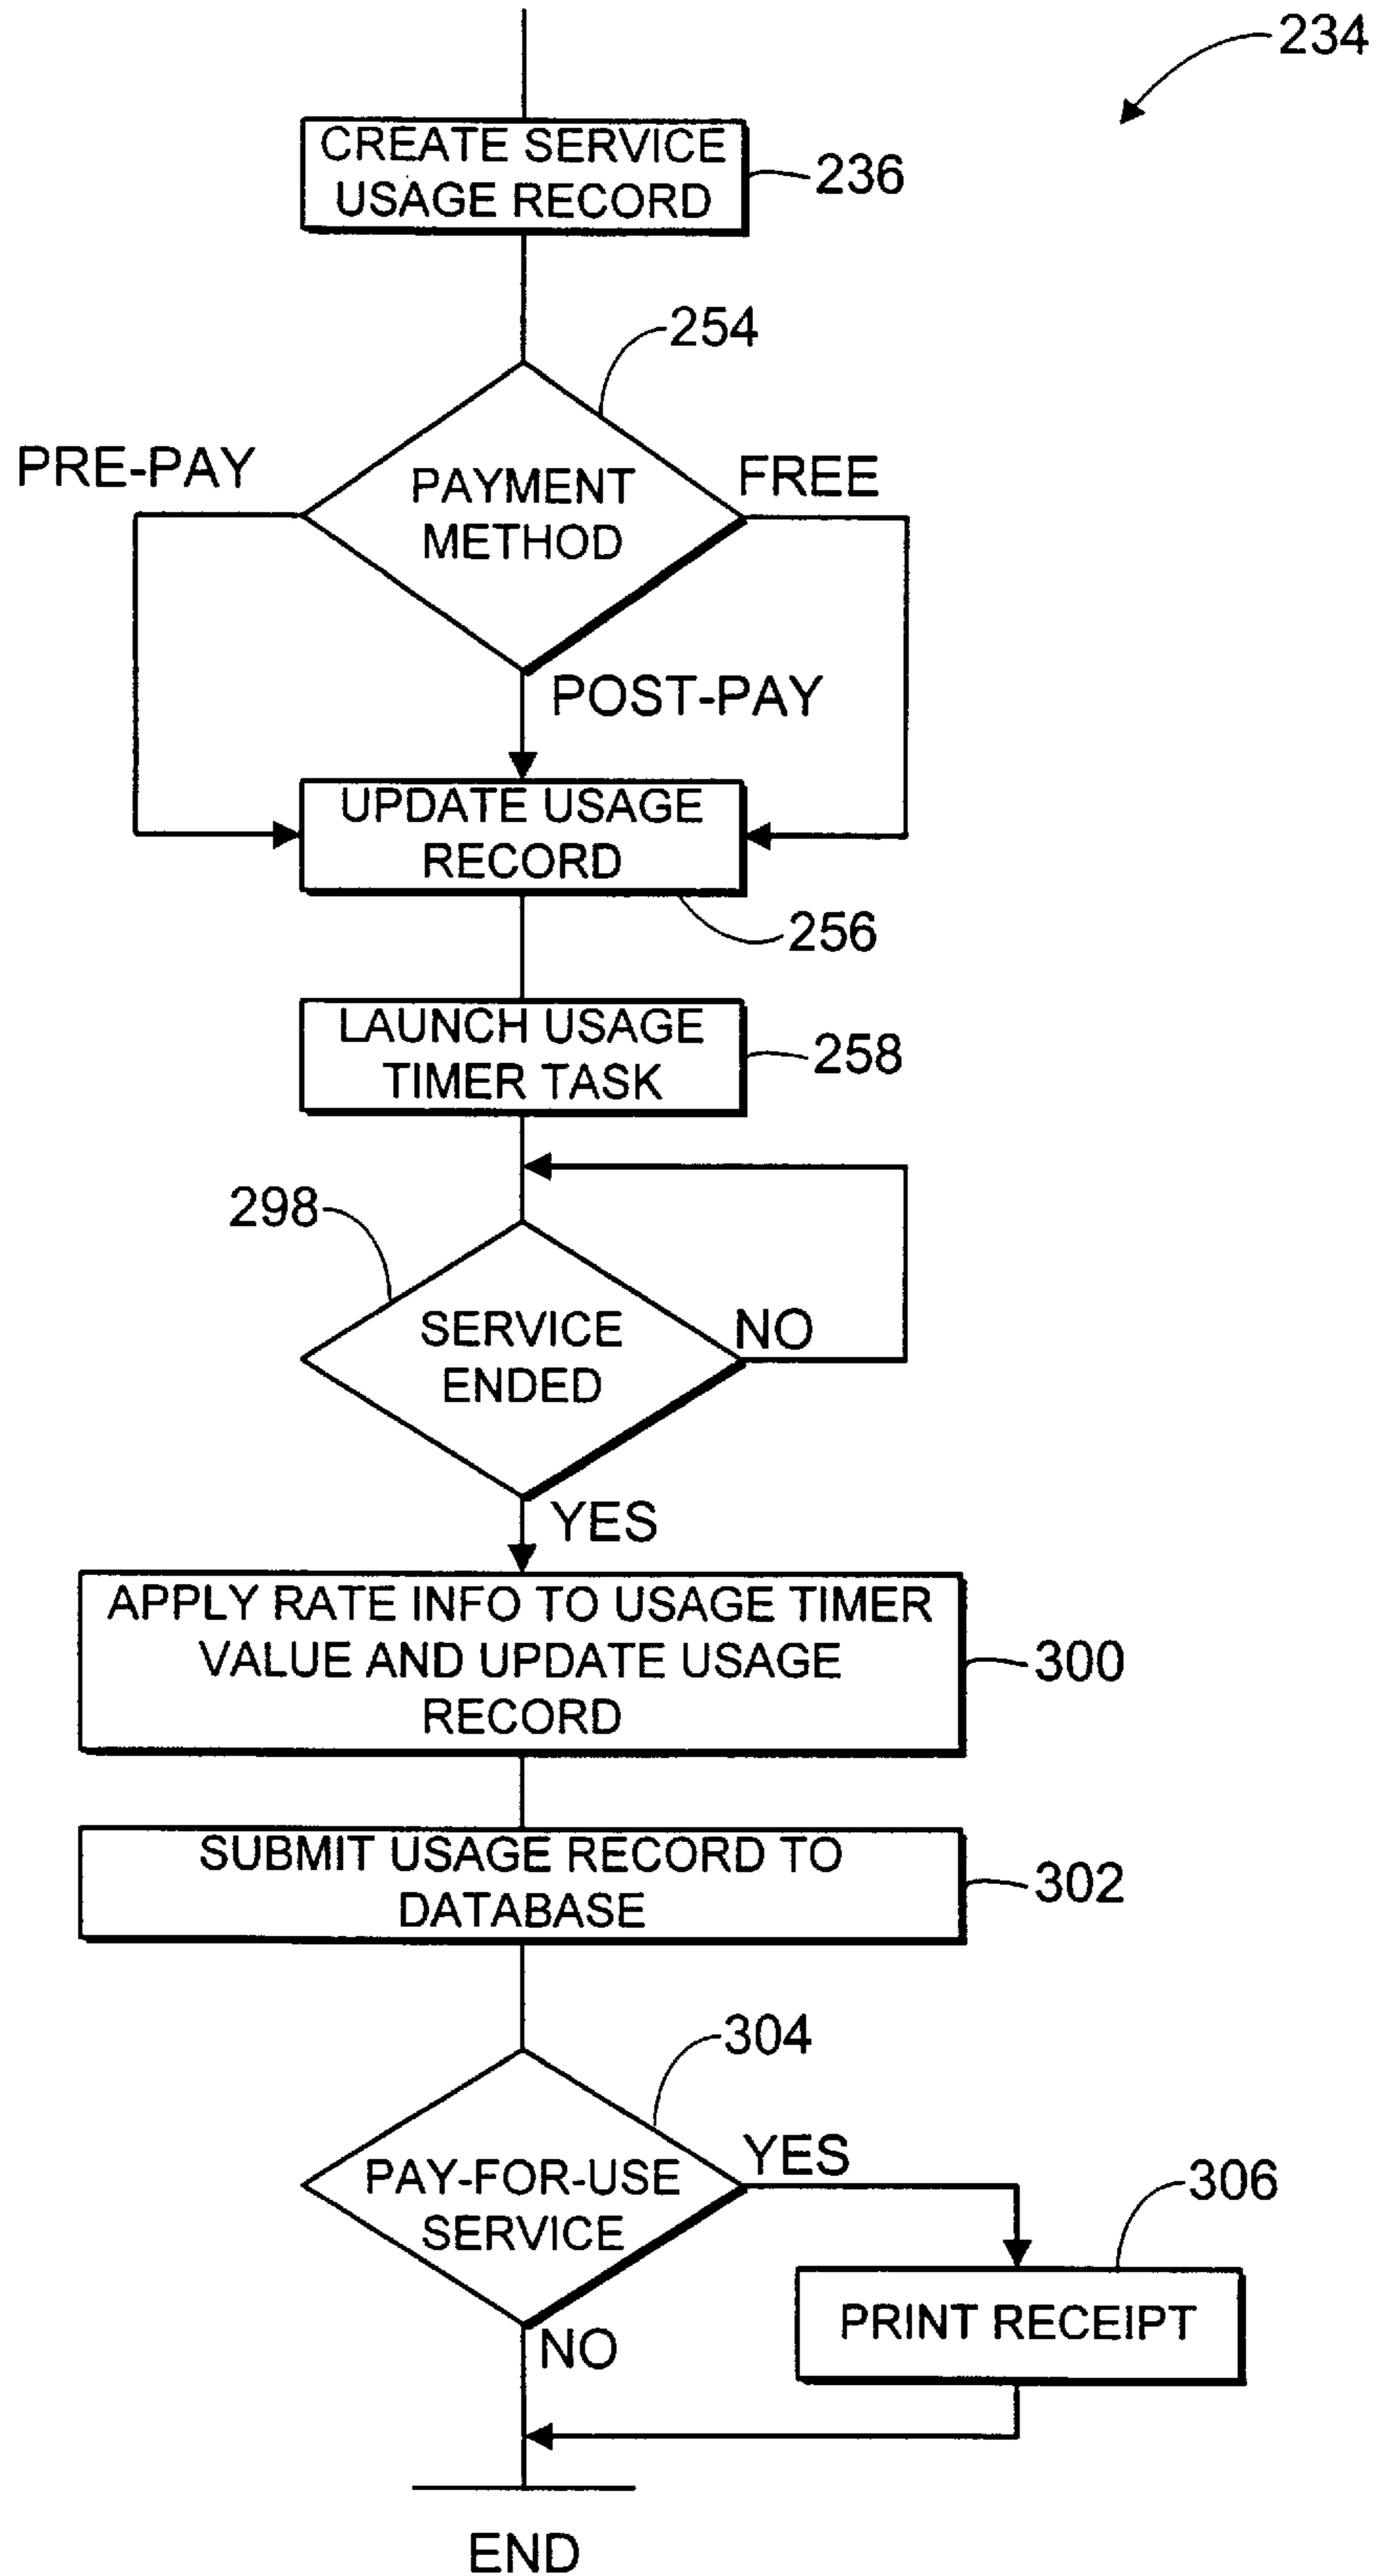 234
CREATE SERVICE
USAGE RECORD
236
254
PRE-PAY
PAYMENT
METHOD
FREE
POST-PAY
UPDATE USAGE
RECORD
256
LAUNCH USAGE
TIMER TASK
258
298
SERVICE
ENDED
NO
YES
APPLY RATE INFO TO USAGE TIMER
VALUE AND UPDATE USAGE
RECORD
300
SUBMIT USAGE RECORD TO
DATABASE
302
304
PAY-FOR-USE
SERVICE
YES
306
PRINT RECEIPT
NO
END